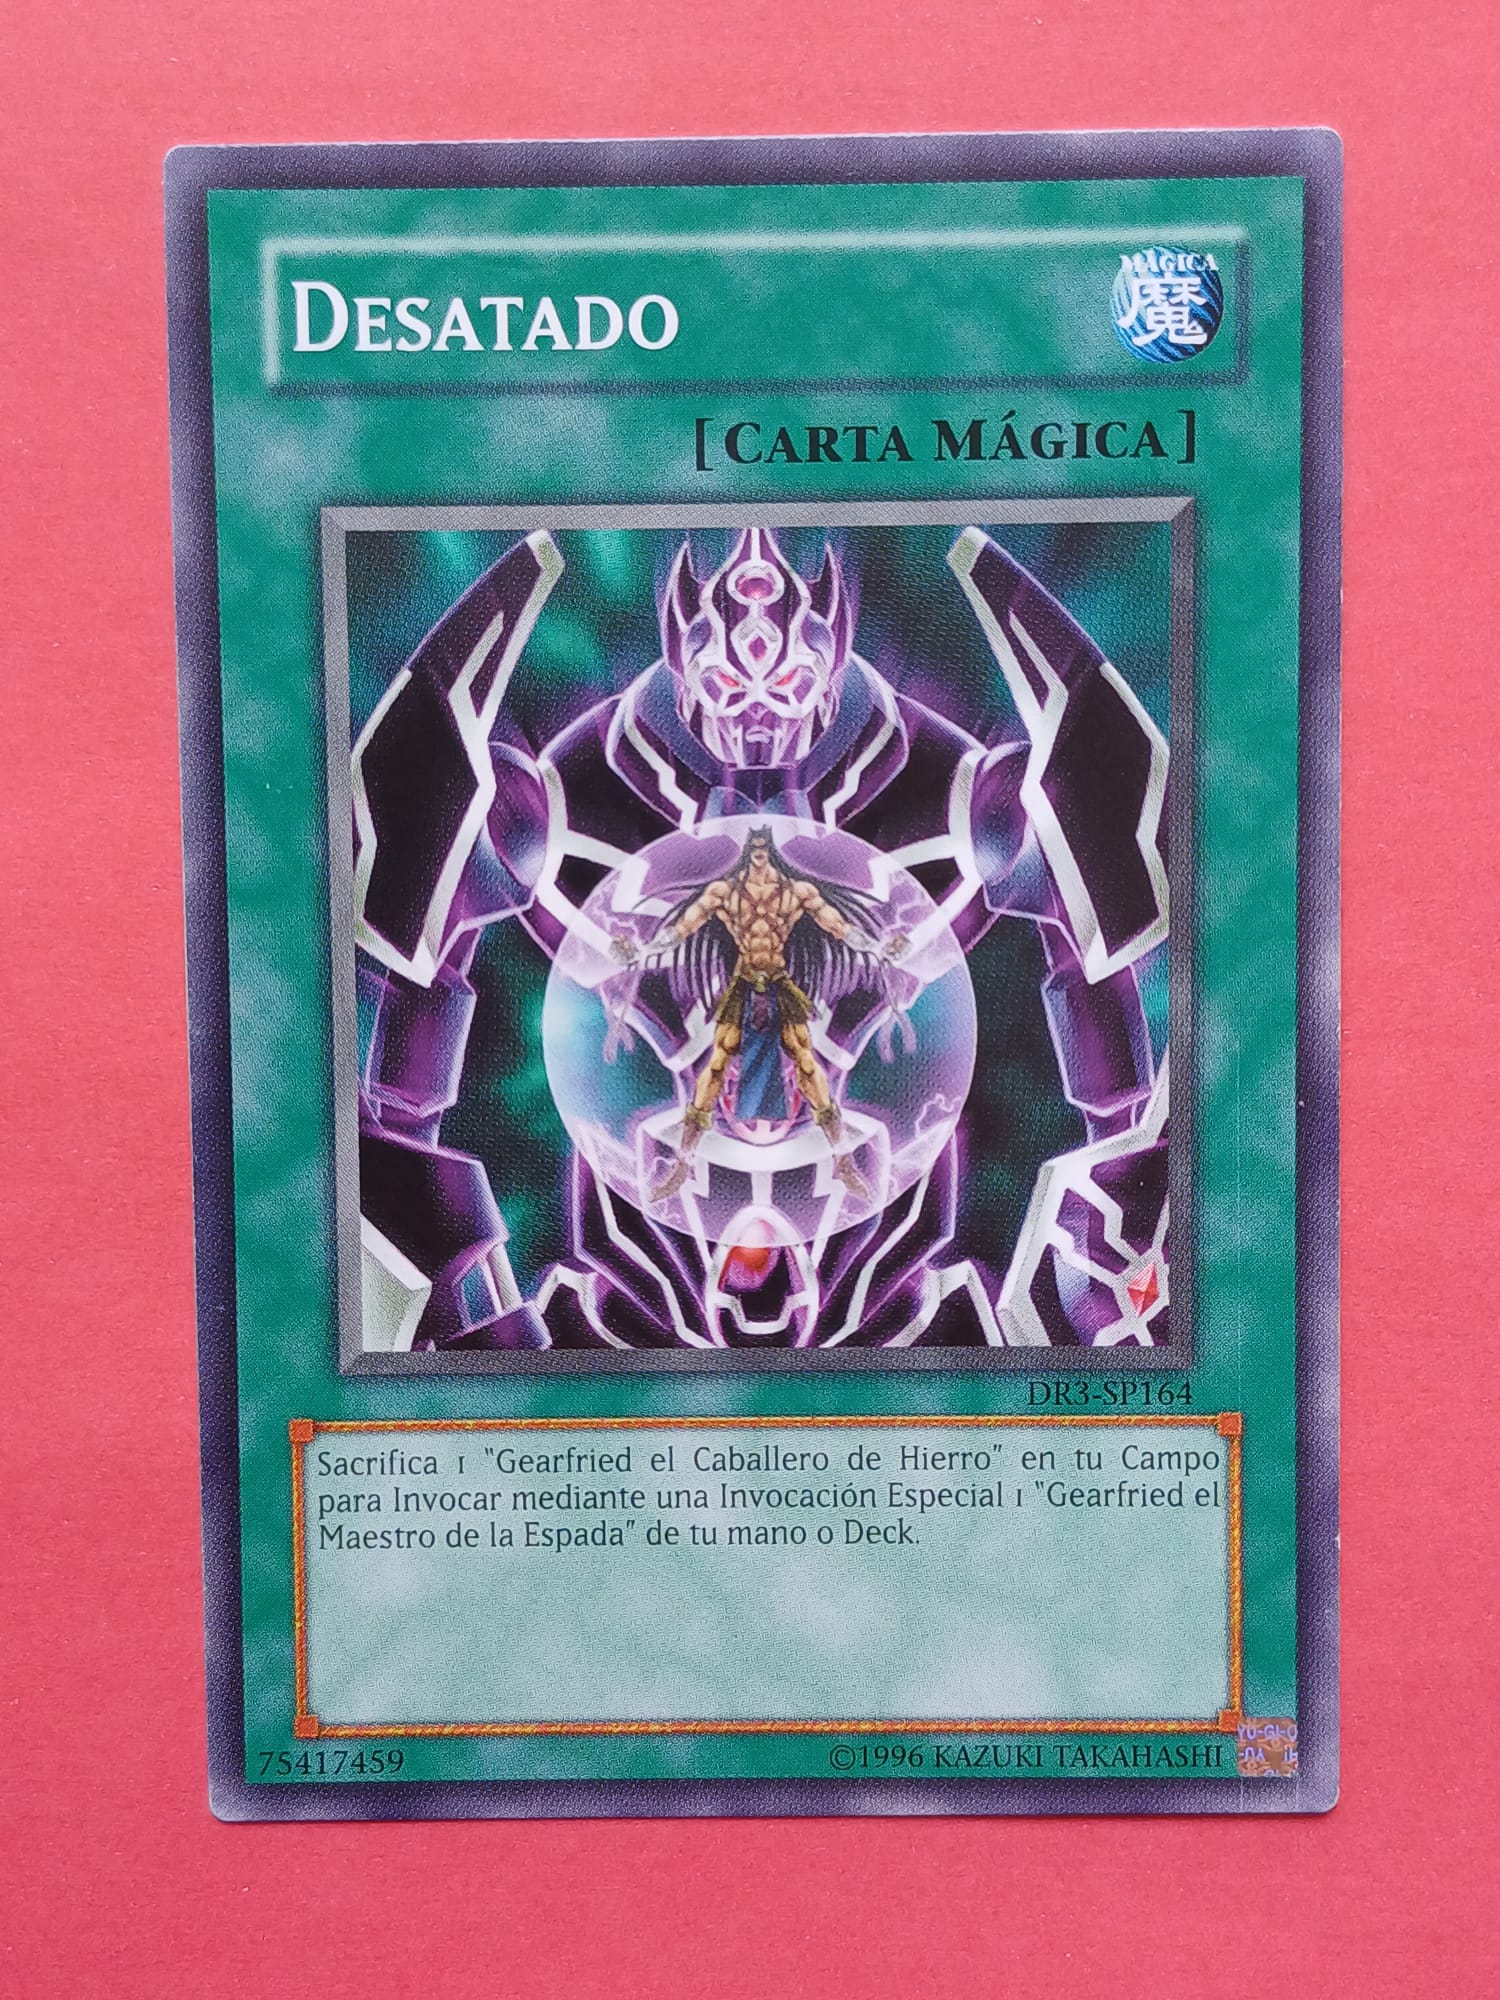 DESATADO
MÁGICA
魔
[CARTA MÁGICA]
DR3-SP164
Sacrifica 1 "Gearfried el Caballero de Hierro" en tu Campo
para Invocar mediante una Invocación Especial 1 "Gearfried el
Maestro de la Espada" de tu mano o Deck.
75417459
©1996 KAZUKI TAKAHASHI
YU-GI-O